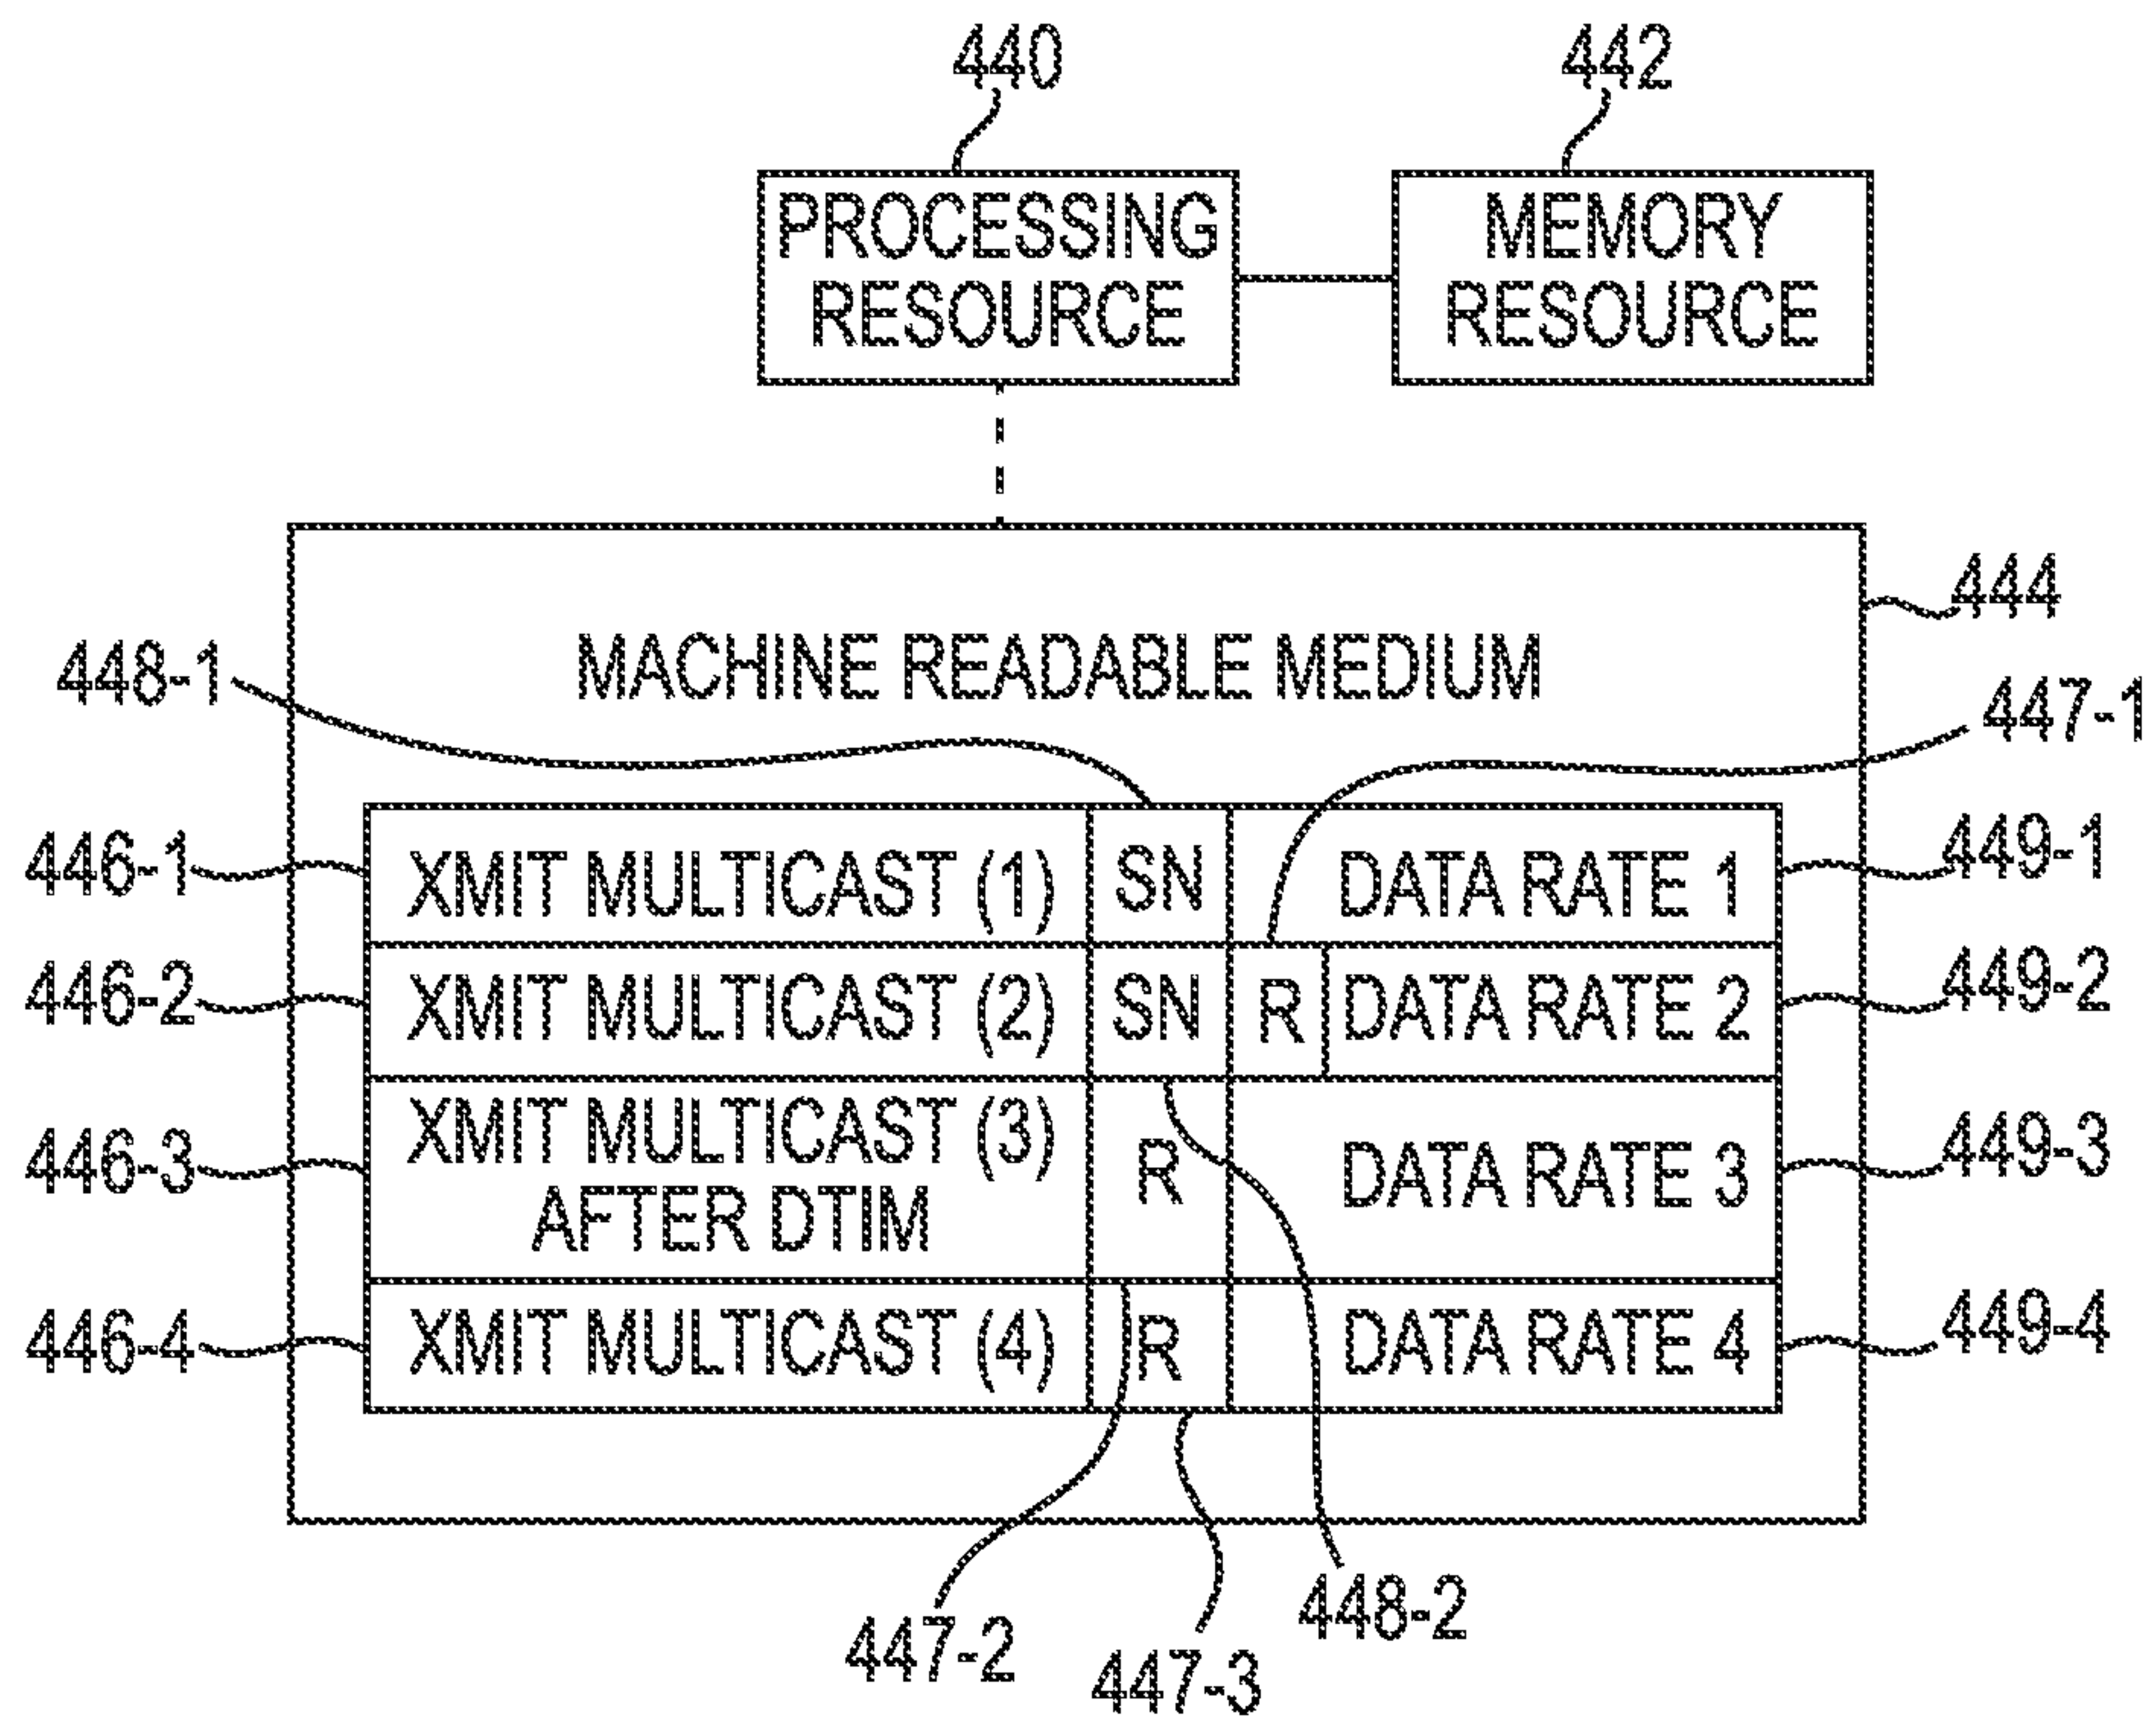 440
442
PROCESSING
RESOURCE
MEMORY
RESOURCE
444
MACHINE READABLE MEDIUM
448-1
447-1
446-1
XMIT MULTICAST (1)
SN
DATA RATE 1
449-1
446-2
XMIT MULTICAST (2)
SN
R
DATA RATE 2
449-2
446-3
XMIT MULTICAST (3)
AFTER DTIM
R
DATA RATE 3
449-3
446-4
XMIT MULTICAST (4)
R
DATA RATE 4
449-4
447-2
447-3
448-2